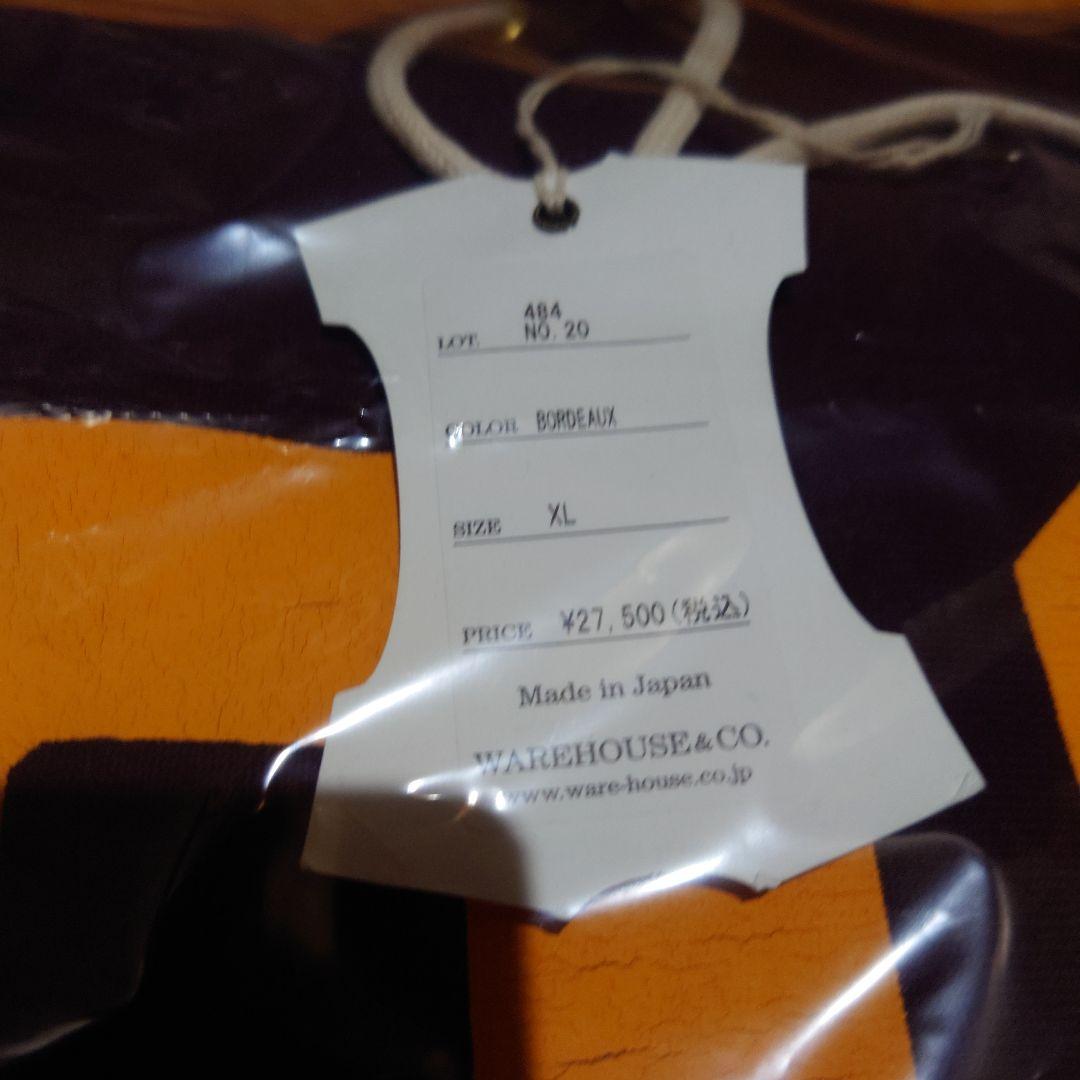 484
LOT. NO. 20
COLOR BORDEAUX
SIZE XL
PRICE ¥27,500(税込)
Made in Japan
WAREHOUSE&CO.
www.ware-house.co.jp